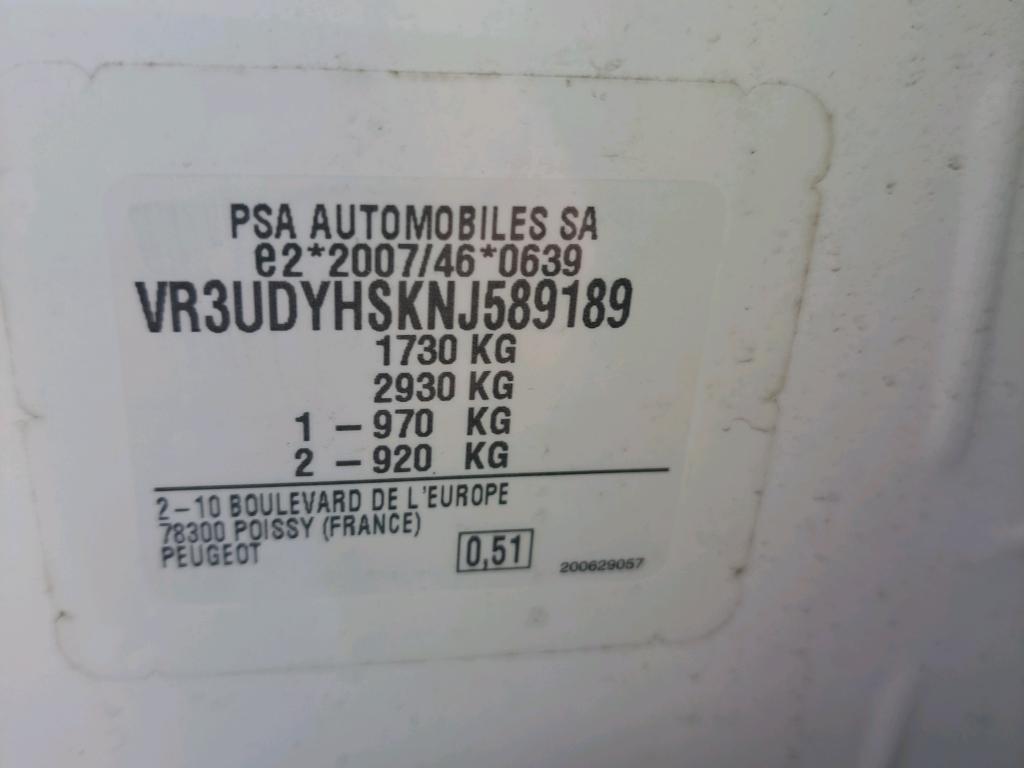 PSA AUTOMOBILES SA
e2*2007/46*0639
VR3UDYHSKNJ589189
1730 KG
2930 KG
1 – 970 KG
2 – 920 KG
2–10 BOULEVARD DE L'EUROPE
78300 POISSY (FRANCE)
PEUGEOT
0,51
200629057